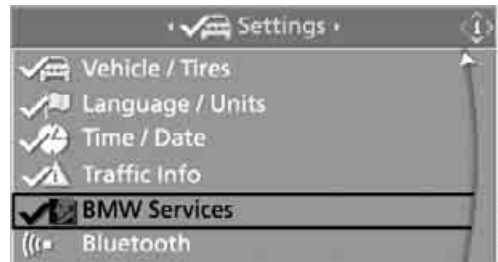 Settings
Vehicle / Tires
Language / Units
Time / Date
Traffic Info
BMW Services
Bluetooth